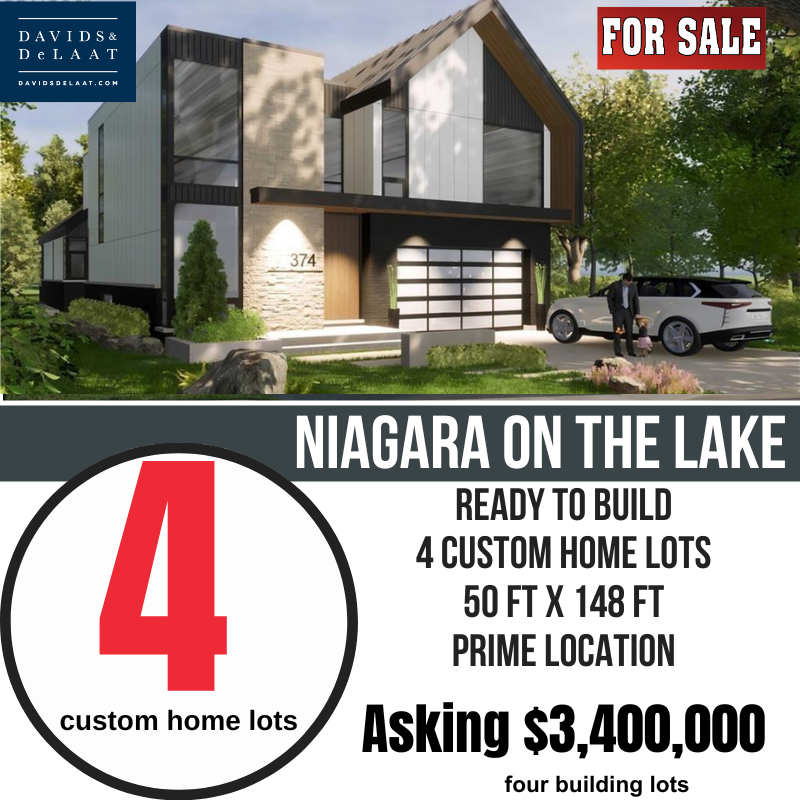 DAVIDS &
DeLAAT
DAVIDSDELAAT.COM
FOR SALE
374
NIAGARA ON THE LAKE
4
custom home lots
READY TO BUILD
4 CUSTOM HOME LOTS
50 FT X 148 FT
PRIME LOCATION
Asking $3,400,000
four building lots